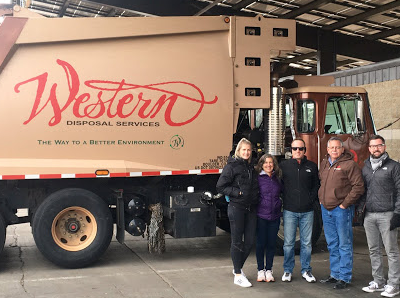 Western
DISPOSAL SERVICES
THE WAY TO A BETTER ENVIRONMENT